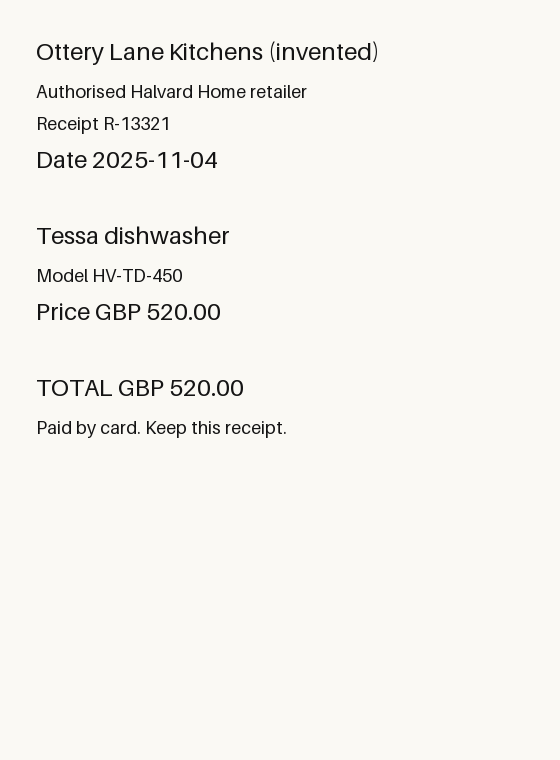 Ottery Lane Kitchens (invented)
Authorised Halvard Home retailer
Receipt R-13321
Date 2025-11-04
Tessa dishwasher
Model HV-TD-450
Price GBP 520.00
TOTAL GBP 520.00
Paid by card. Keep this receipt.